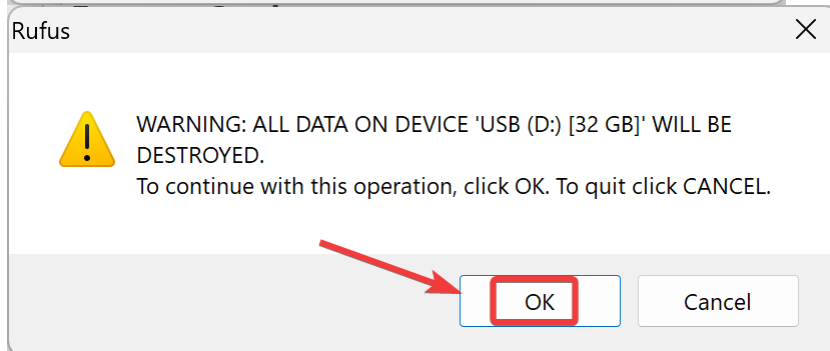 Rufus
WARNING: ALL DATA ON DEVICE 'USB (D:) [32 GB]' WILL BE
DESTROYED.
To continue with this operation, click OK. To quit click CANCEL.
OK
Cancel